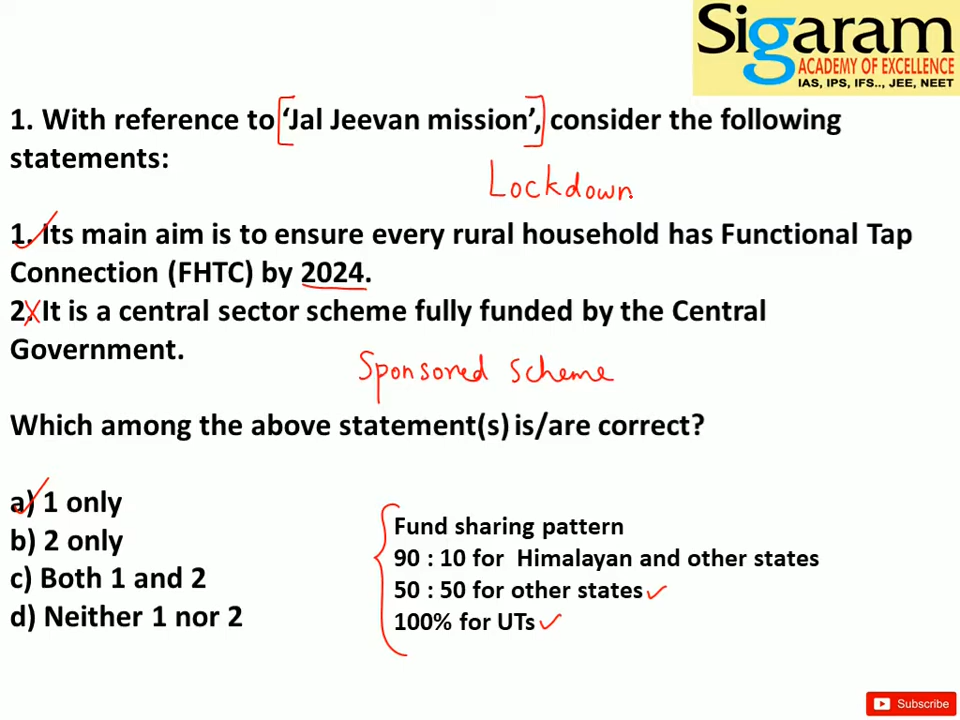 Sigaram
ACADEMY OF EXCELLENCE
IAS, IPS, IFS.., JEE, NEET
1. With reference to ‘Jal Jeevan mission’, consider the following
statements:
Lockdown
1. Its main aim is to ensure every rural household has Functional Tap
Connection (FHTC) by 2024.
2. It is a central sector scheme fully funded by the Central
Government.
Sponsored Scheme
Which among the above statement(s) is/are correct?
a) 1 only
b) 2 only
c) Both 1 and 2
d) Neither 1 nor 2
Fund sharing pattern
90 : 10 for Himalayan and other states
50 : 50 for other states
100% for UTs
Subscribe